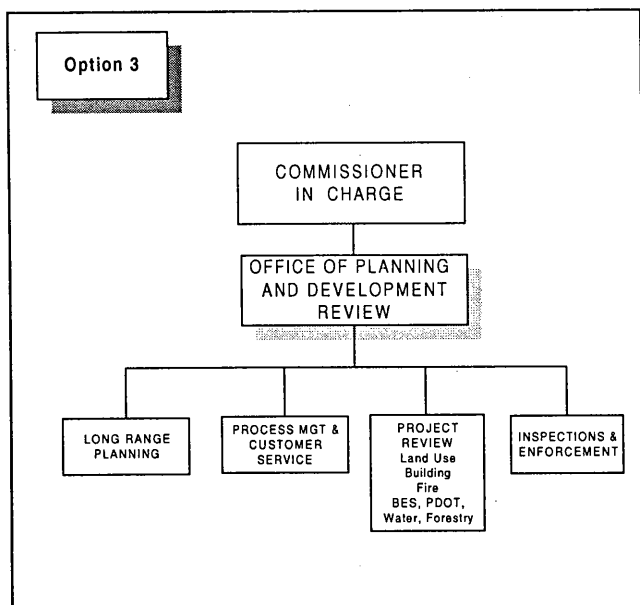 Option 3
COMMISSIONER
IN CHARGE
OFFICE OF PLANNING
AND DEVELOPMENT
REVIEW
LONG RANGE
PLANNING
PROCESS MGT &
CUSTOMER
SERVICE
PROJECT
REVIEW
Land Use
Building
Fire
BES, PDOT,
Water, Forestry
INSPECTIONS &
ENFORCEMENT